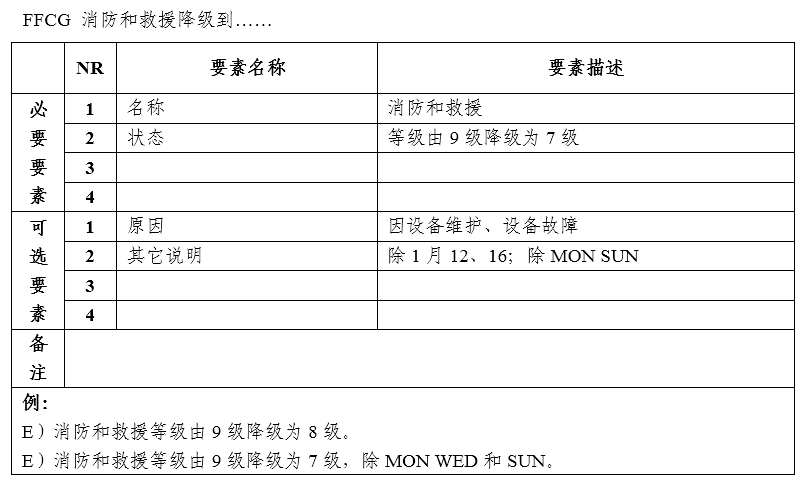 FFCG 消防和救援降级到……
NR 要素名称 要素描述
必要要素
1 名称 消防和救援
2 状态 等级由 9 级降级为 7 级
3
4
可选要素
1 原因 因设备维护、设备故障
2 其它说明 除 1 月 12、16；除 MON SUN
3
4
备注
例：
E）消防和救援等级由 9 级降级为 8 级。
E）消防和救援等级由 9 级降级为 7 级，除 MON WED 和 SUN。